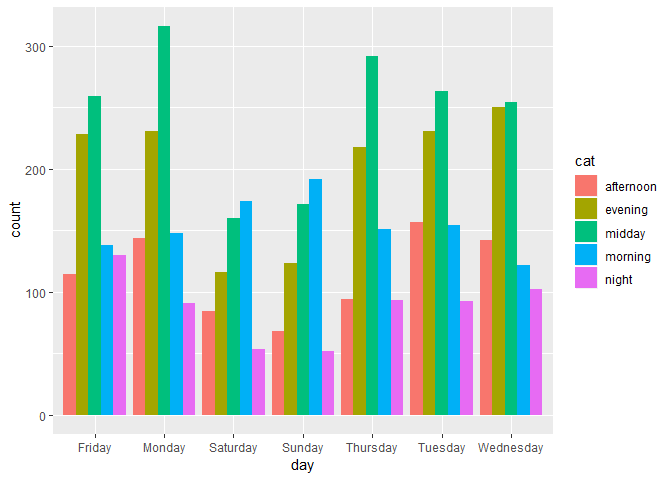 300
200
100
0
count
Friday Monday Saturday Sunday Thursday Tuesday Wednesday
day
cat
afternoon
evening
midday
morning
night